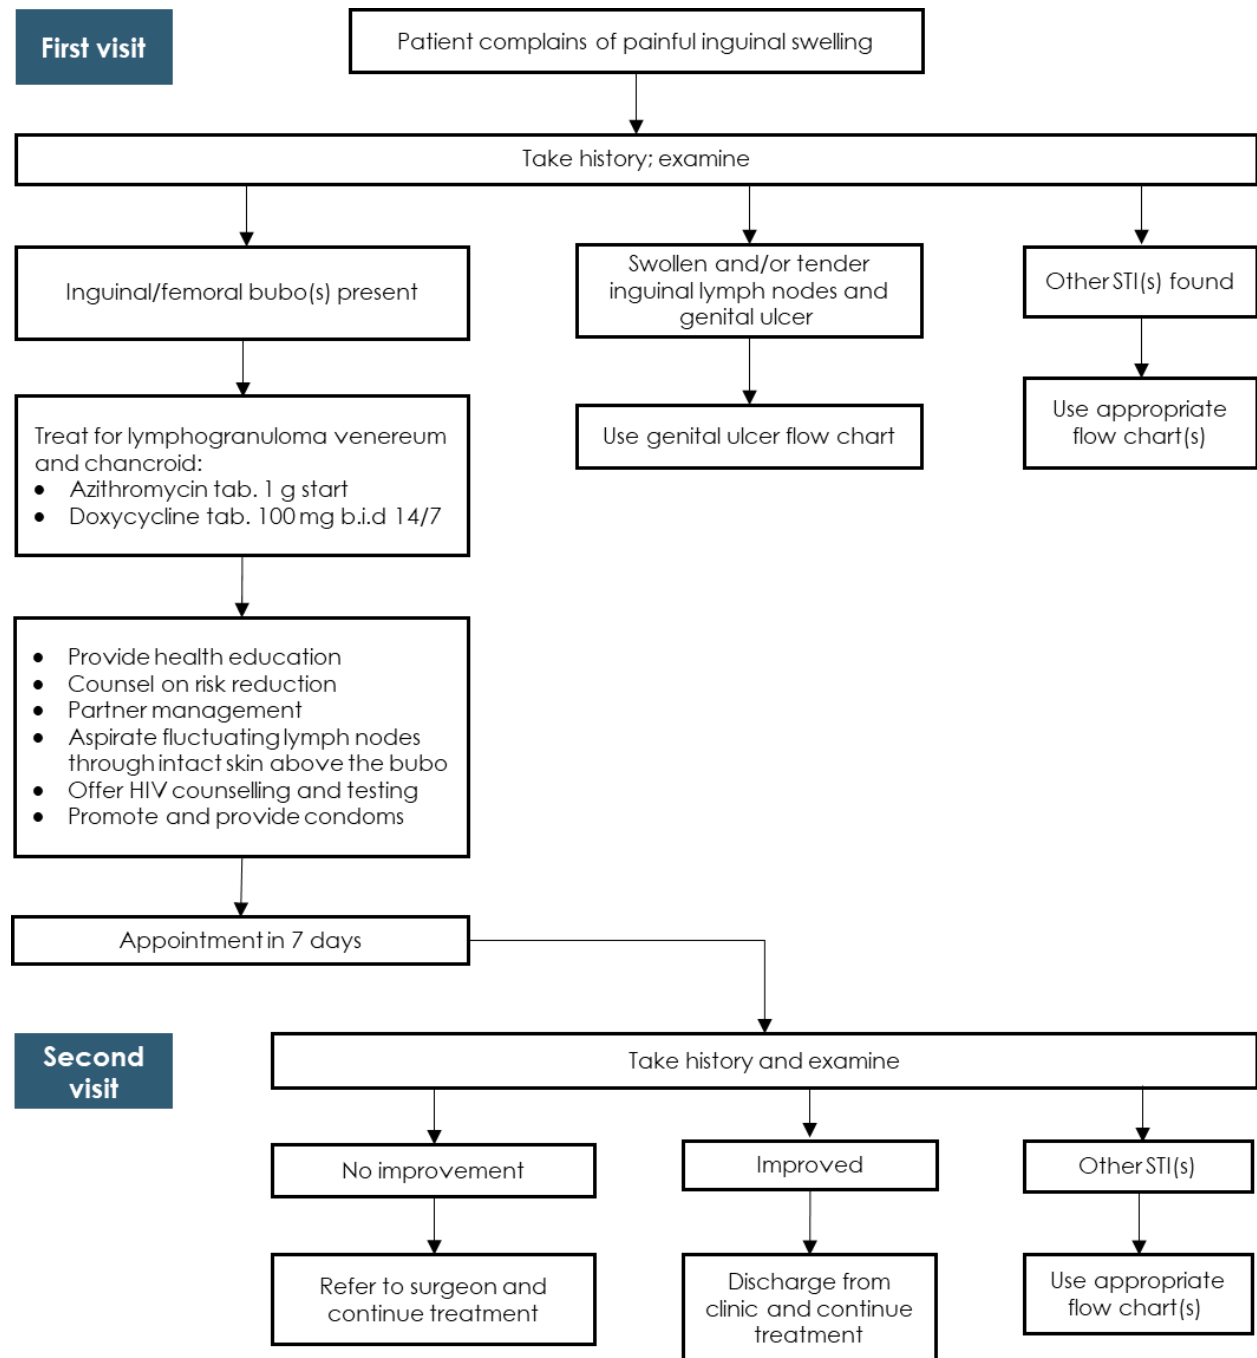 First visit
Patient complains of painful inguinal swelling
Take history; examine
Inguinal/femoral bubo(s) present
Swollen and/or tender
inguinal lymph nodes and
genital ulcer
Other STI(s) found
Treat for lymphogranuloma venereum
and chancroid:
• Azithromycin tab. 1 g start
• Doxycycline tab. 100 mg b.i.d 14/7
Use genital ulcer flow chart
Use appropriate
flow chart(s)
• Provide health education
• Counsel on risk reduction
• Partner management
• Aspirate fluctuating lymph nodes
through intact skin above the bubo
• Offer HIV counselling and testing
• Promote and provide condoms
Appointment in 7 days
Second
visit
Take history and examine
No improvement
Improved
Other STI(s)
Refer to surgeon and
continue treatment
Discharge from
clinic and continue
treatment
Use appropriate
flow chart(s)